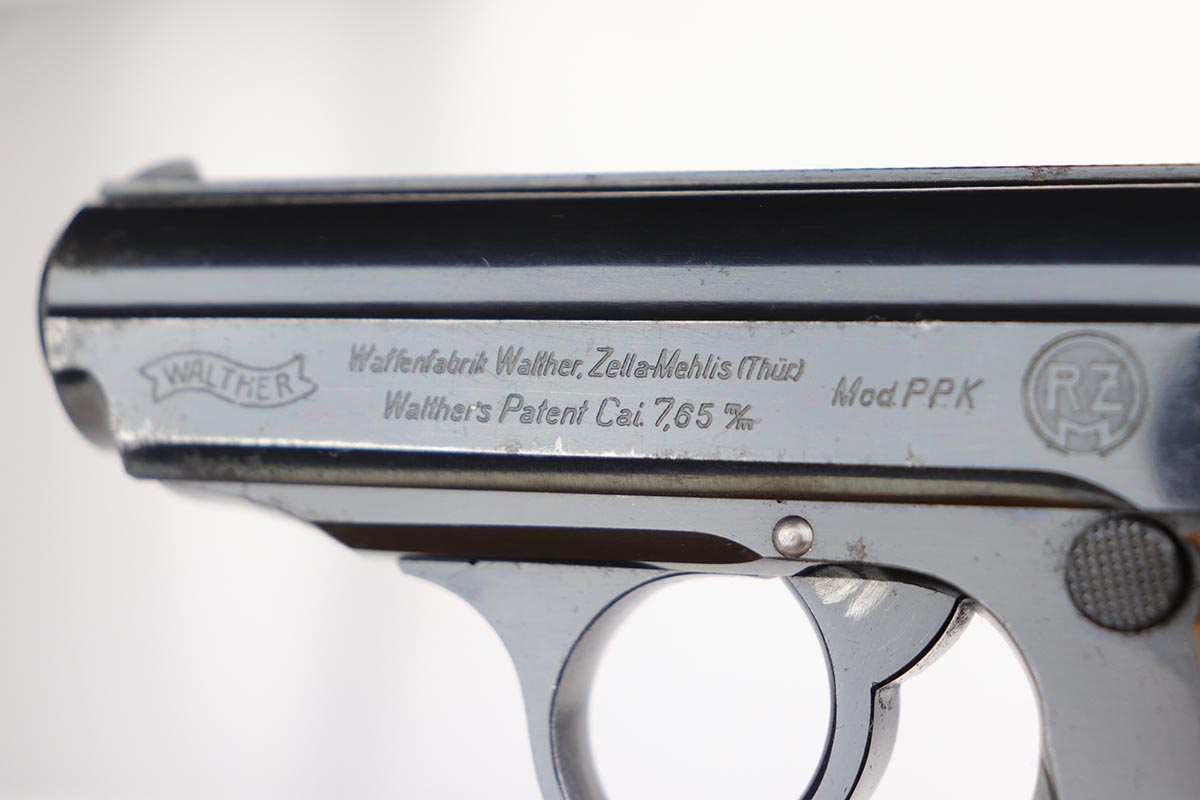 WALTHER
Waffenfabrik Walther, Zella-Mehlis (Thür)
Walther's Patent Cal. 7,65 m/m
Mod. PPK
RZM